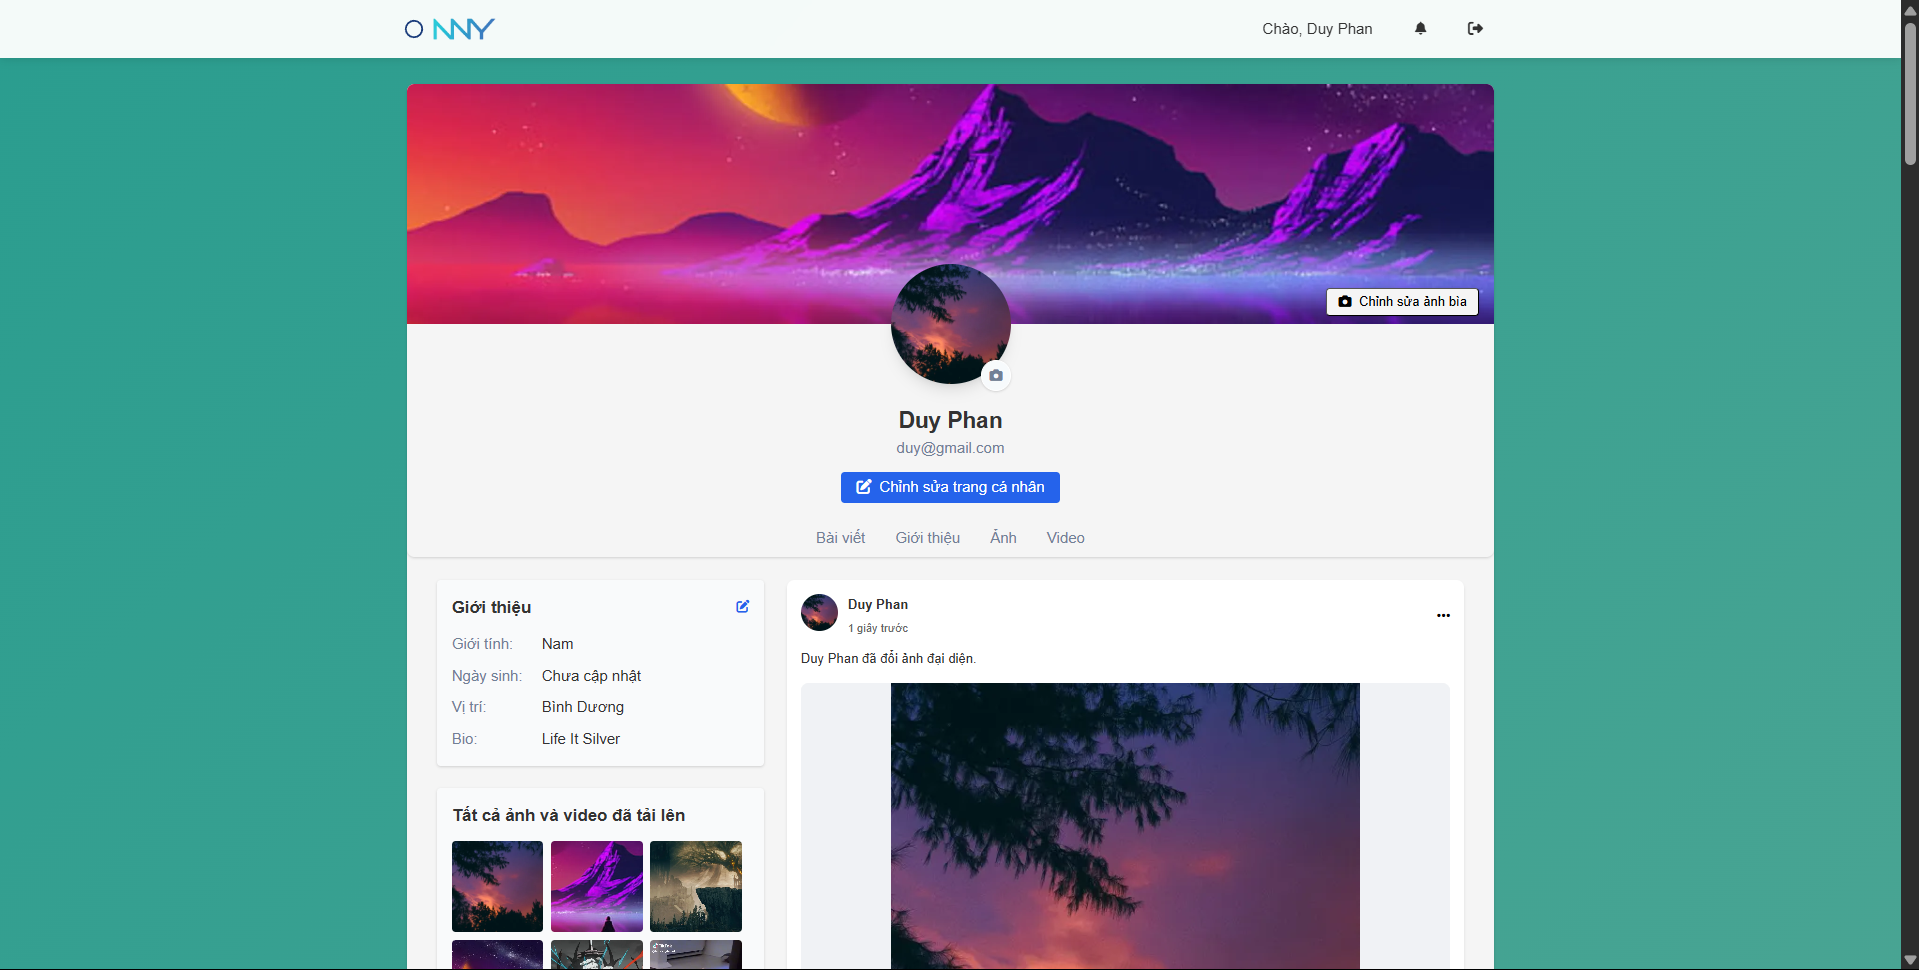 O NNY
Chào, Duy Phan
Chỉnh sửa ảnh bìa
Duy Phan
duy@gmail.com
Chỉnh sửa trang cá nhân
Bài viết Giới thiệu Ảnh Video
Giới thiệu
Giới tính: Nam
Ngày sinh: Chưa cập nhật
Vị trí: Bình Dương
Bio: Life It Silver
Tất cả ảnh và video đã tải lên
Duy Phan
1 giây trước
Duy Phan đã đổi ảnh đại diện.